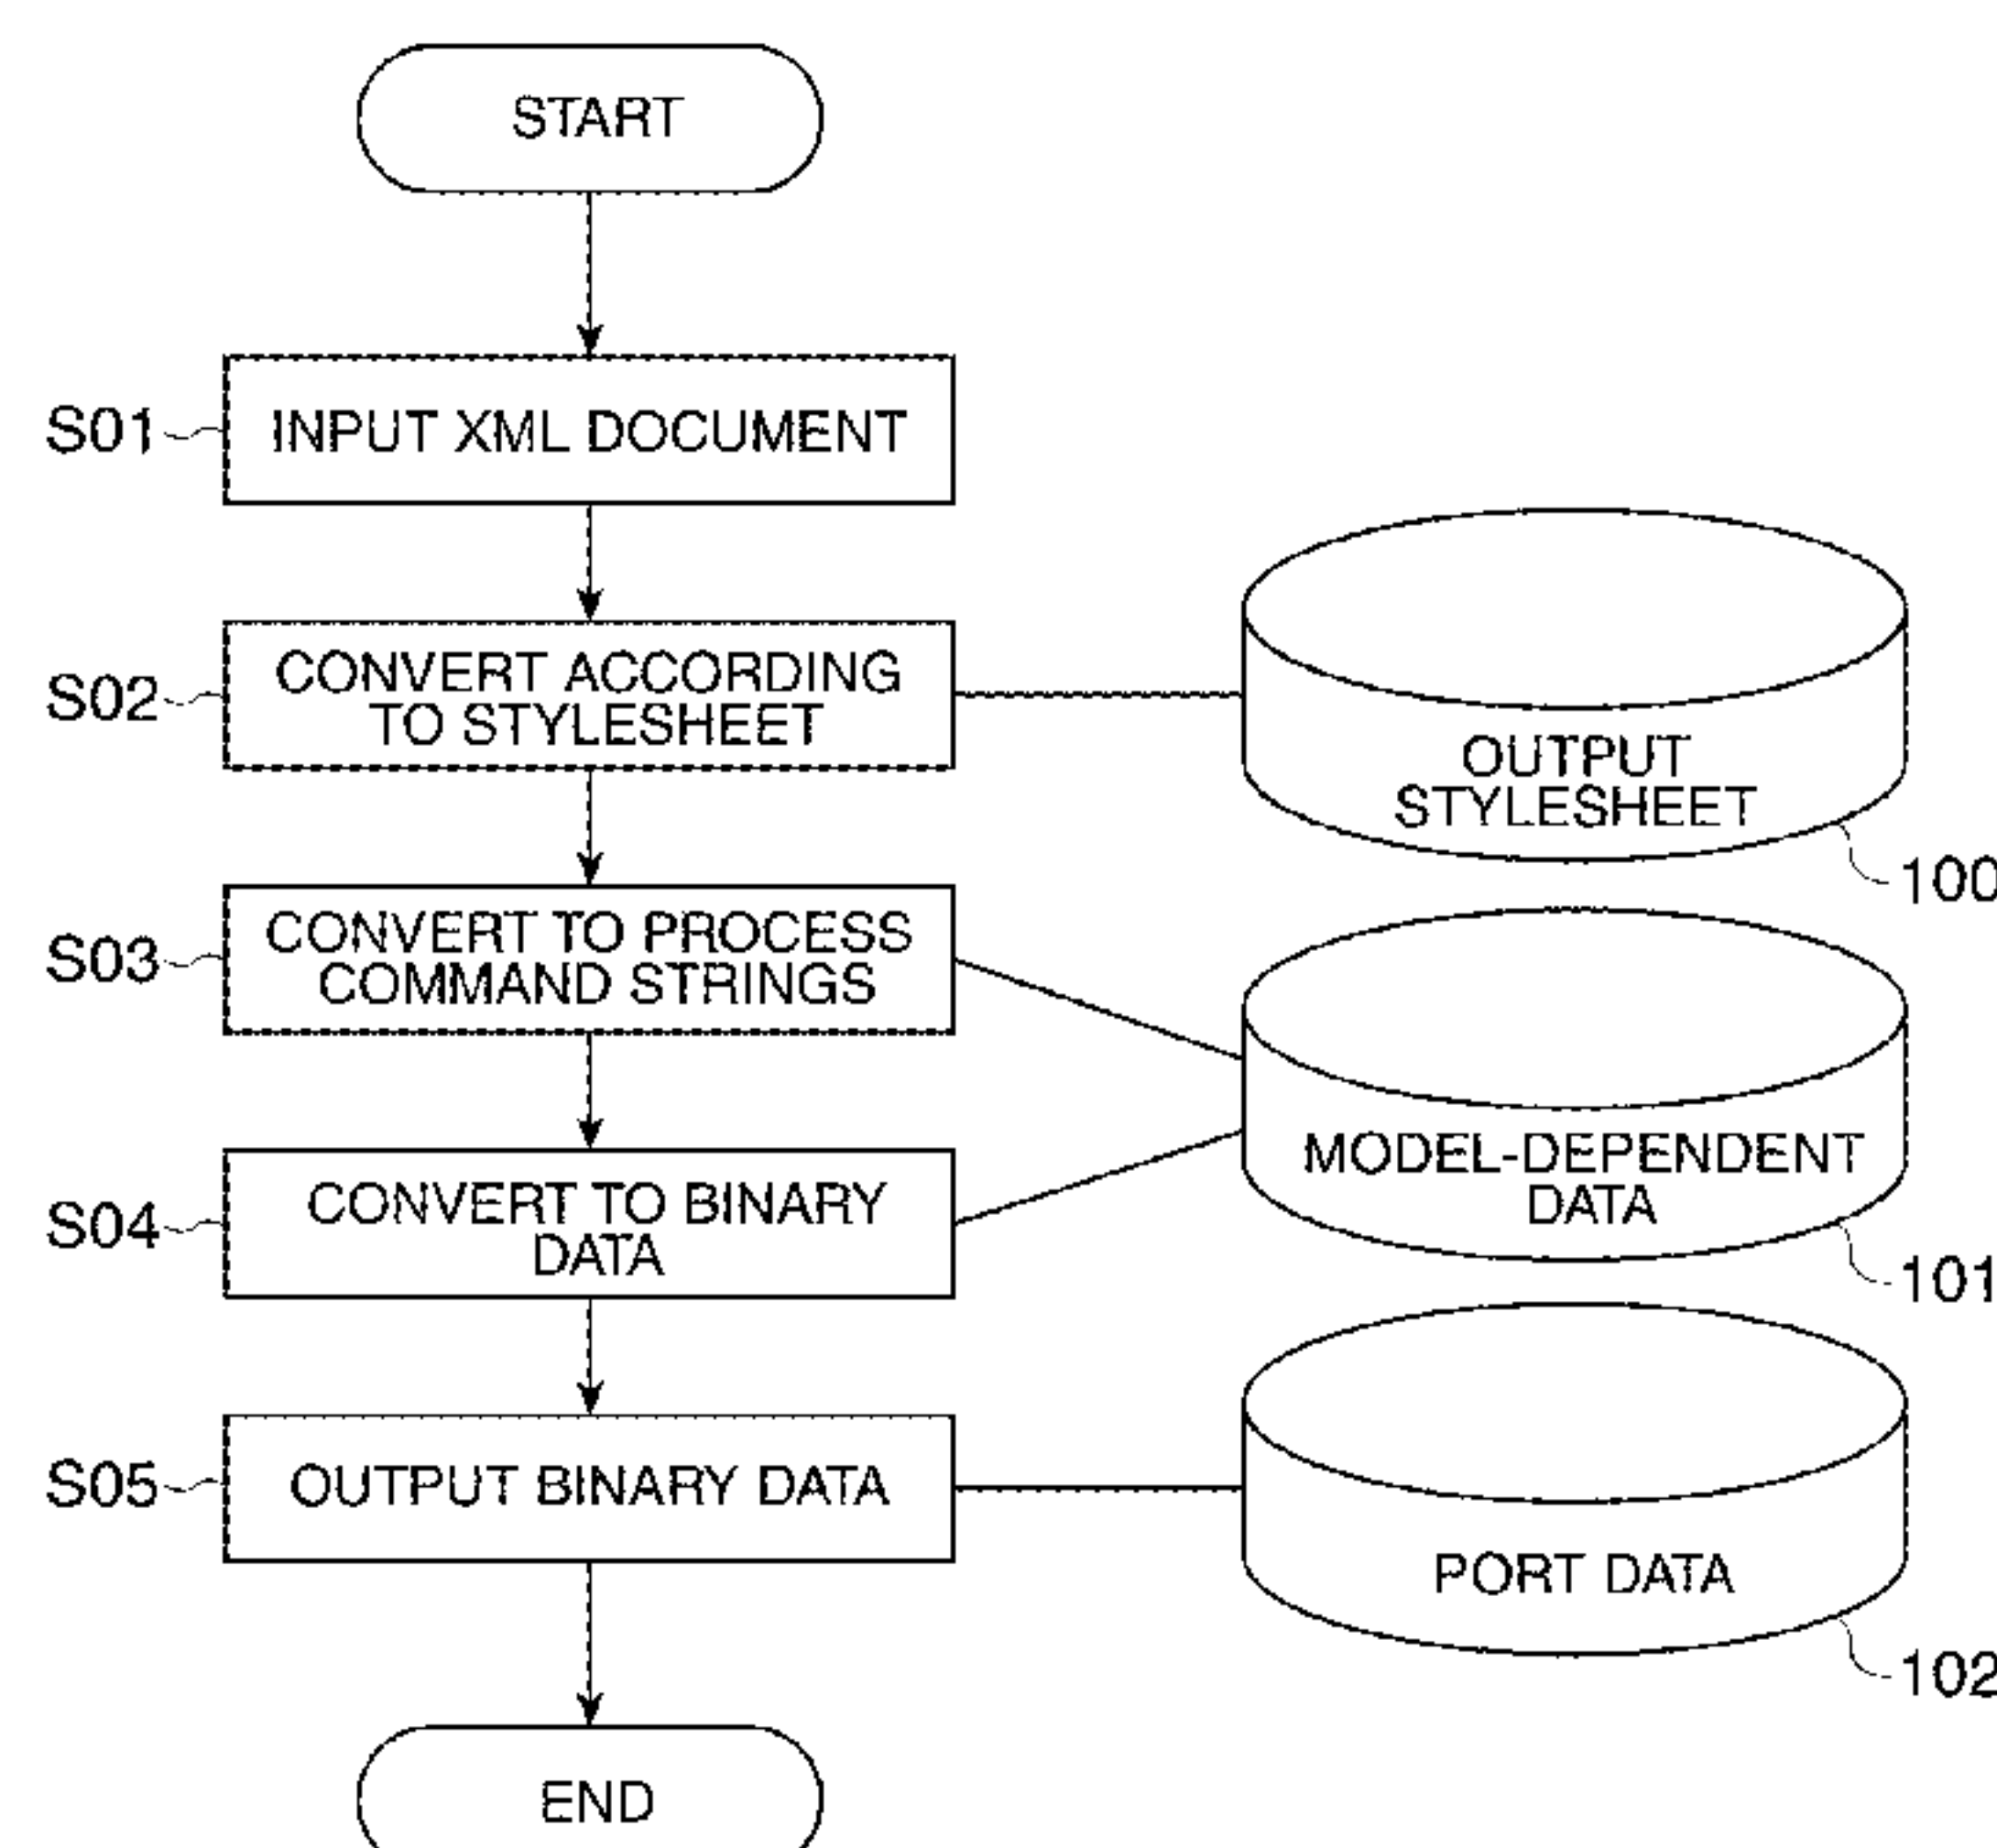 START
S01
INPUT XML DOCUMENT
S02
CONVERT ACCORDING
TO STYLESHEET
OUTPUT
STYLESHEET
100
S03
CONVERT TO PROCESS
COMMAND STRINGS
MODEL-DEPENDENT
DATA
101
S04
CONVERT TO BINARY
DATA
S05
OUTPUT BINARY DATA
PORT DATA
102
END